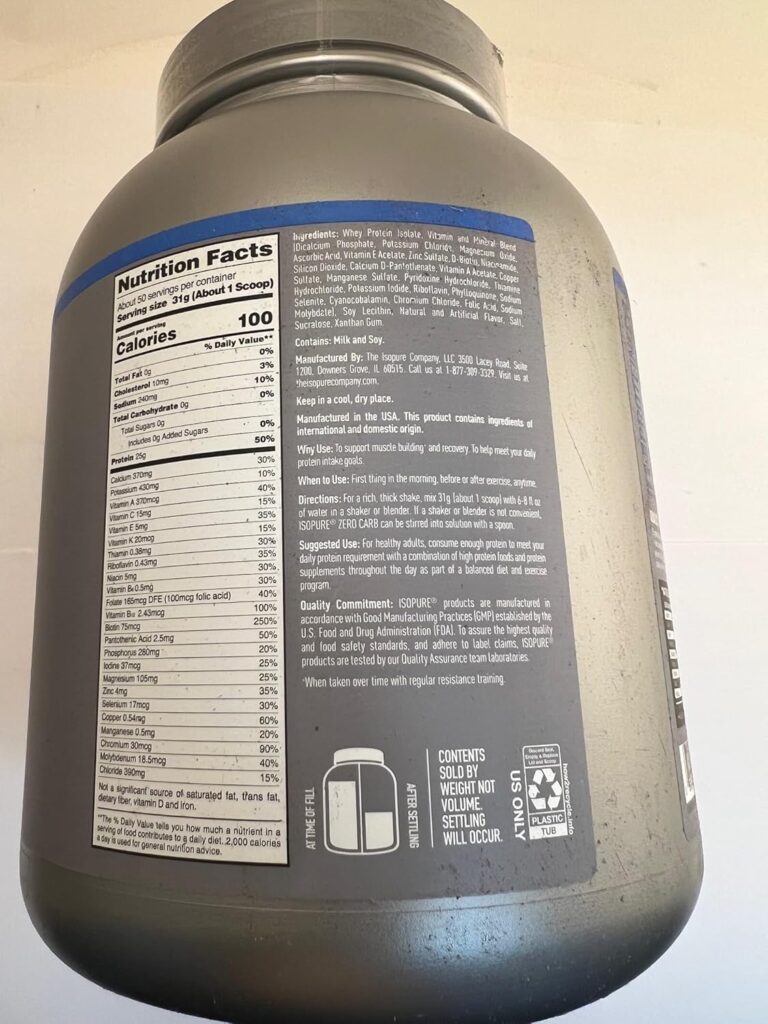 Nutrition Facts
About 50 servings per container
Serving size 31g (About 1 Scoop)
Amount per serving
Calories 100
% Daily Value**
Total Fat 0g 0%
Cholesterol 10mg 3%
Sodium 240mg 10%
Total Carbohydrate 0g 0%
Total Sugars 0g
Includes 0g Added Sugars 0%
Protein 25g 50%
Calcium 370mg 30%
Potassium 430mg 10%
Vitamin A 370mcg 40%
Vitamin C 15mg 15%
Vitamin E 5mg 35%
Vitamin K 20mcg 15%
Thiamin 0.38mg 30%
Riboflavin 0.43mg 35%
Niacin 5mg 30%
Vitamin B₆ 0.5mg 30%
Folate 165mcg DFE (100mcg folic acid) 40%
Vitamin B₁₂ 2.43mcg 100%
Biotin 75mcg 250%
Pantothenic Acid 2.5mg 50%
Phosphorus 280mg 20%
Iodine 37mcg 25%
Magnesium 105mg 25%
Zinc 4mg 35%
Selenium 17mcg 30%
Copper 0.54mg 60%
Manganese 0.5mg 20%
Chromium 30mcg 90%
Molybdenum 18.5mcg 40%
Chloride 390mg 15%
Not a significant source of saturated fat, trans fat,
dietary fiber, vitamin D and iron.
**The % Daily Value tells you how much a nutrient in a
serving of food contributes to a daily diet. 2,000 calories
a day is used for general nutrition advice.
Ingredients: Whey Protein Isolate, Vitamin and Mineral Blend
(Dicalcium Phosphate, Potassium Chloride, Magnesium Oxide,
Ascorbic Acid, Vitamin E Acetate, Zinc Sulfate, D-Biotin, Niacinamide,
Silicon Dioxide, Calcium D-Pantothenate, Vitamin A Acetate, Copper
Sulfate, Manganese Sulfate, Pyridoxine Hydrochloride, Thiamine
Hydrochloride, Potassium Iodide, Riboflavin, Phylloquinone, Sodium
Selenite, Cyanocobalamin, Chromium Chloride, Folic Acid, Sodium
Molybdate), Soy Lecithin, Natural and Artificial Flavor, Salt,
Sucralose, Xanthan Gum.
Contains: Milk and Soy.
Manufactured By: The Isopure Company, LLC 3500 Lacey Road, Suite
1200, Downers Grove, IL 60515. Call us at 1-877-309-3329. Visit us at
theisopurecompany.com.
Keep in a cool, dry place.
Manufactured in the USA. This product contains ingredients of
international and domestic origin.
Why Use: To support muscle building* and recovery. To help meet your daily
protein intake goals.
When to Use: First thing in the morning, before or after exercise, anytime.
Directions: For a rich, thick shake, mix 31g (about 1 scoop) with 6-8 fl oz
of water in a shaker or blender. If a shaker or blender is not convenient,
ISOPURE® ZERO CARB can be stirred into solution with a spoon.
Suggested Use: For healthy adults, consume enough protein to meet your
daily protein requirement with a combination of high protein foods and protein
supplements throughout the day as part of a balanced diet and exercise
program.
Quality Commitment: ISOPURE® products are manufactured in
accordance with Good Manufacturing Practices (GMP) established by the
U.S. Food and Drug Administration (FDA). To assure the highest quality
and food safety standards, and adhere to label claims, ISOPURE®
products are tested by our Quality Assurance team laboratories.
*When taken over time with regular resistance training.
AT TIME OF FILL
AFTER SETTLING
CONTENTS
SOLD BY
WEIGHT NOT
VOLUME.
SETTLING
WILL OCCUR.
US ONLY
Discard Seal,
Empty & Replace
Lid and Scoop
PLASTIC
TUB
how2recycle.info